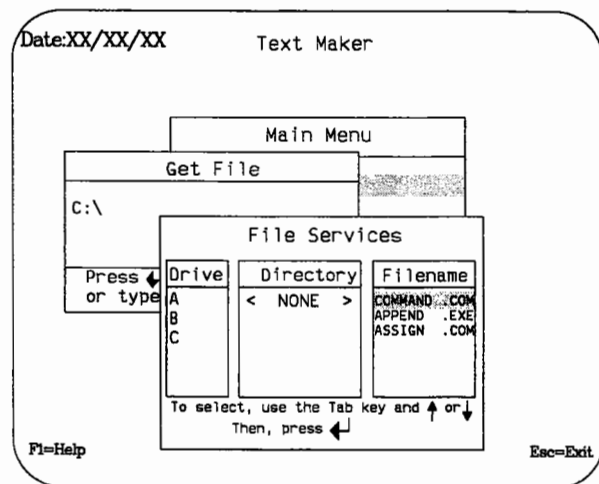 Date:XX/XX/XX
Text Maker
Main Menu
Get File
C:\
File Services
Press
or type
Drive
Directory
Filename
A
B
C
< NONE >
COMMAND .COM
APPEND .EXE
ASSIGN .COM
To select, use the Tab key and ↑ or ↓
Then, press ↵
F1=Help
Esc=Exit